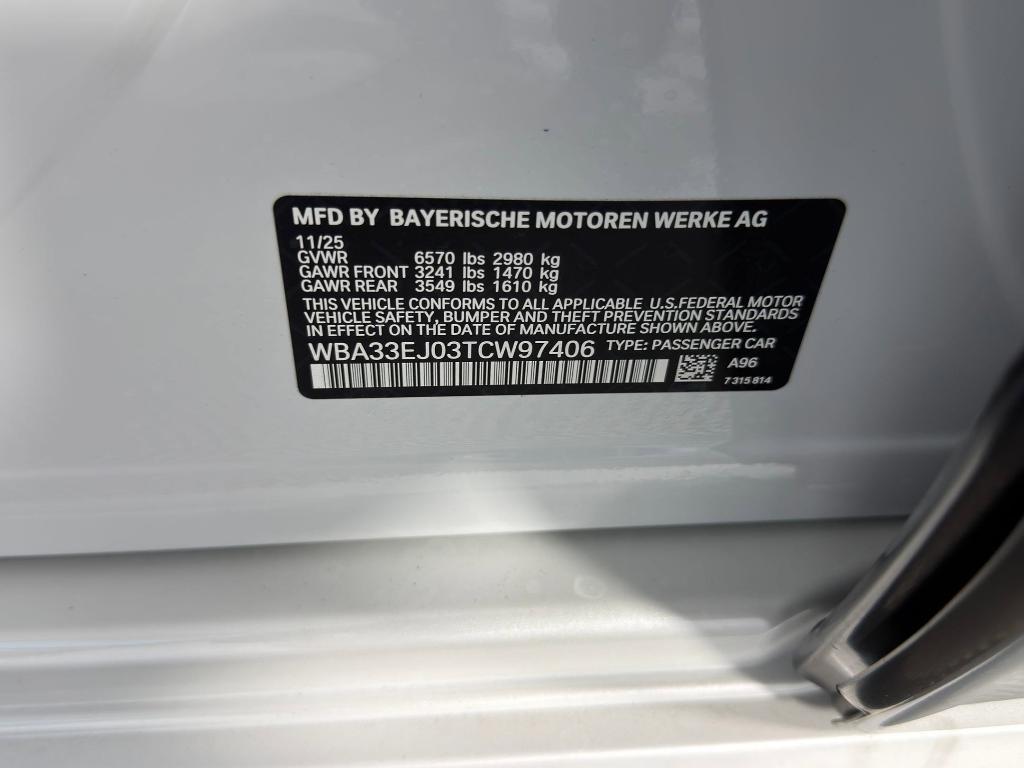 MFD BY BAYERISCHE MOTOREN WERKE AG
11/25
GVWR 6570 lbs 2980 kg
GAWR FRONT 3241 lbs 1470 kg
GAWR REAR 3549 lbs 1610 kg
THIS VEHICLE CONFORMS TO ALL APPLICABLE U.S.FEDERAL MOTOR
VEHICLE SAFETY, BUMPER AND THEFT PREVENTION STANDARDS
IN EFFECT ON THE DATE OF MANUFACTURE SHOWN ABOVE.
WBA33EJ03TCW97406 TYPE: PASSENGER CAR
A96
7 315 814